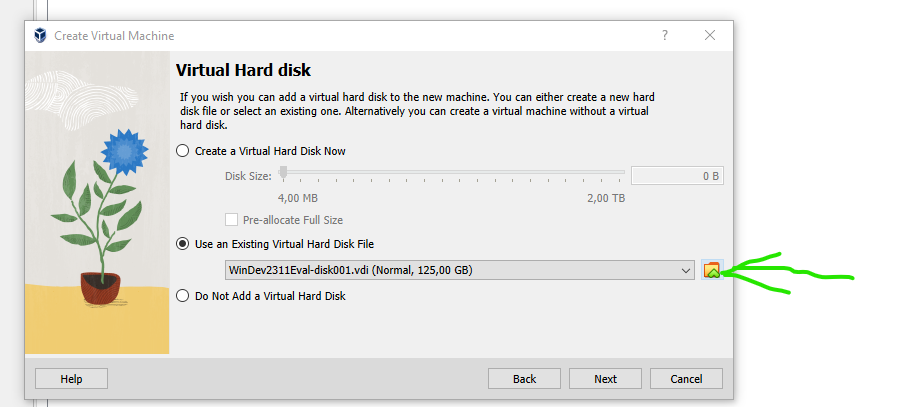 Create Virtual Machine
?
Virtual Hard disk
If you wish you can add a virtual hard disk to the new machine. You can either create a new hard
disk file or select an existing one. Alternatively you can create a virtual machine without a virtual
hard disk.
Create a Virtual Hard Disk Now
Disk Size:
0 B
4,00 MB
2,00 TB
Pre-allocate Full Size
Use an Existing Virtual Hard Disk File
WinDev2311Eval-disk001.vdi (Normal, 125,00 GB)
Do Not Add a Virtual Hard Disk
Help
Back
Next
Cancel